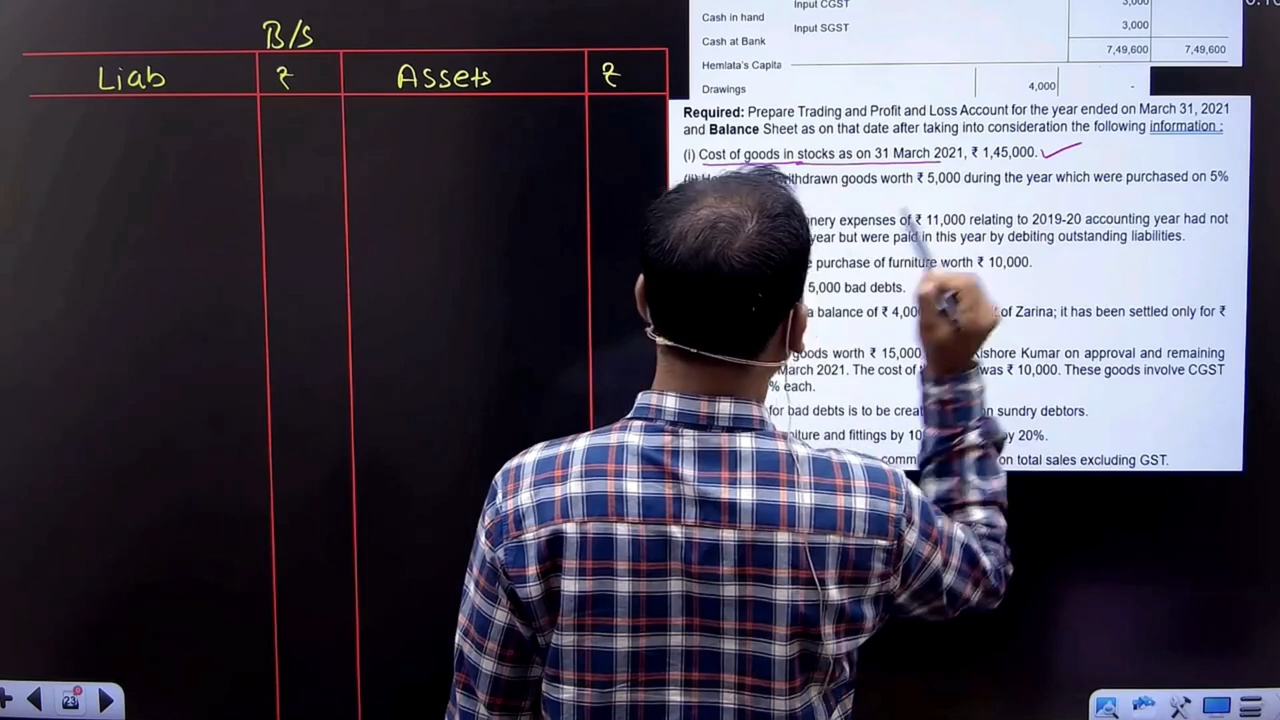 B/S
Liab ₹ Assets ₹
Input CGST 3,000
Cash in hand
Input SGST 3,000
Cash at Bank
7,49,600 7,49,600
Hemlata's Capita
Drawings 4,000 -
Required: Prepare Trading and Profit and Loss Account for the year ended on March 31, 2021
and Balance Sheet as on that date after taking into consideration the following information :
(i) Cost of goods in stocks as on 31 March 2021, ₹ 1,45,000.
withdrawn goods worth ₹ 5,000 during the year which were purchased on 5%
expenses of ₹ 11,000 relating to 2019-20 accounting year had not
year but were paid in this year by debiting outstanding liabilities.
purchase of furniture worth ₹ 10,000.
5,000 bad debts.
a balance of ₹ of Zarina; it has been settled only for ₹
goods worth ₹ 15,000 Kishore Kumar on approval and remaining
March 2021. The cost of was ₹ 10,000. These goods involve CGST
% each.
for bad debts is to be on sundry debtors.
and fittings by by 20%.
on total sales excluding GST.
23